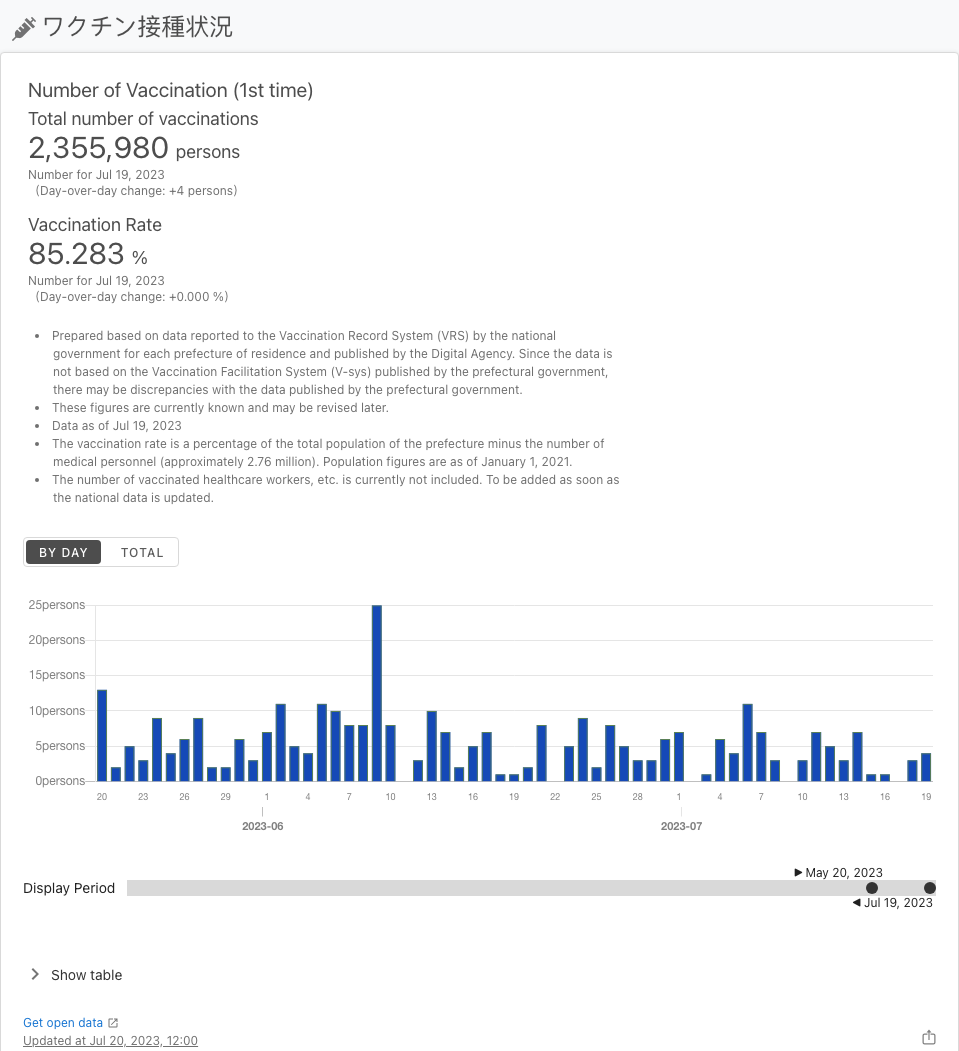 ワクチン接種状況
Number of Vaccination (1st time)
Total number of vaccinations
2,355,980 persons
Number for Jul 19, 2023
(Day-over-day change: +4 persons)
Vaccination Rate
85.283 %
Number for Jul 19, 2023
(Day-over-day change: +0.000 %)
• Prepared based on data reported to the Vaccination Record System (VRS) by the national
government for each prefecture of residence and published by the Digital Agency. Since the data is
not based on the Vaccination Facilitation System (V-sys) published by the prefectural government,
there may be discrepancies with the data published by the prefectural government.
• These figures are currently known and may be revised later.
• Data as of Jul 19, 2023
• The vaccination rate is a percentage of the total population of the prefecture minus the number of
medical personnel (approximately 2.76 million). Population figures are as of January 1, 2021.
• The number of vaccinated healthcare workers, etc. is currently not included. To be added as soon as
the national data is updated.
BY DAY TOTAL
25persons
20persons
15persons
10persons
5persons
0persons
20 23 26 29 1 4 7 10 13 16 19 22 25 28 1 4 7 10 13 16 19
2023-06 2023-07
May 20, 2023
Display Period
Jul 19, 2023
Show table
Get open data
Updated at Jul 20, 2023, 12:00